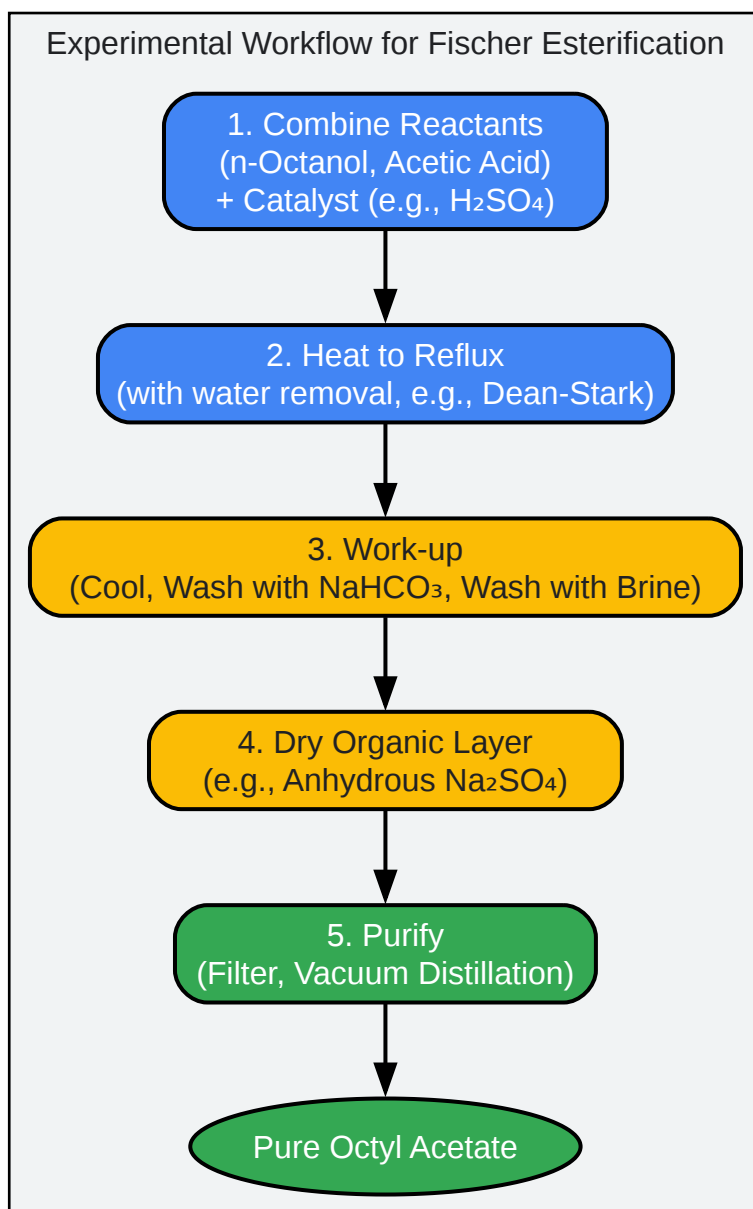 Experimental Workflow for Fischer Esterification
1. Combine Reactants
(n-Octanol, Acetic Acid)
+ Catalyst (e.g., H₂SO₄)
2. Heat to Reflux
(with water removal, e.g., Dean-Stark)
3. Work-up
(Cool, Wash with NaHCO₃, Wash with Brine)
4. Dry Organic Layer
(e.g., Anhydrous Na₂SO₄)
5. Purify
(Filter, Vacuum Distillation)
Pure Octyl Acetate